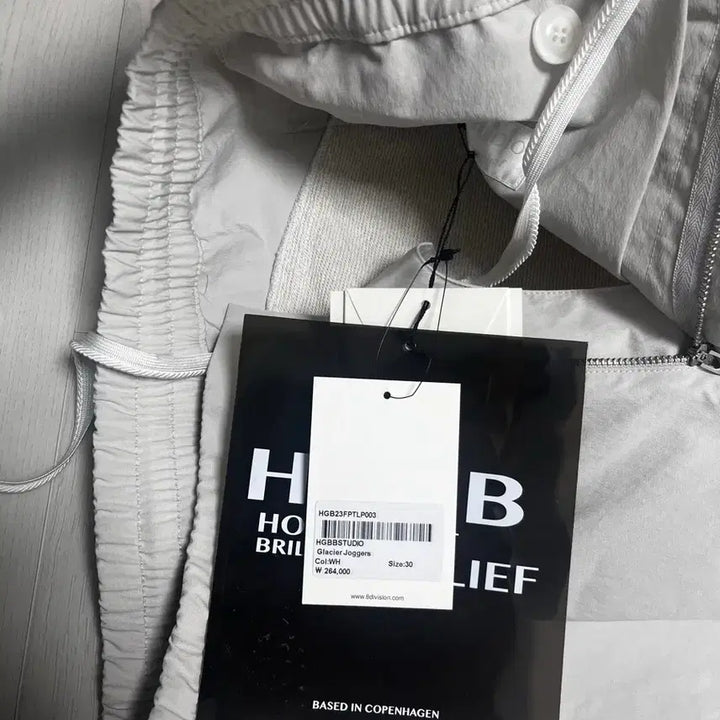 H B
HO
BRIL LIEF
HGB23FPTLP003
HGBBSTUDIO
Glacier Joggers
Col:WH Size:30
₩ 264,000
www.8division.com
BASED IN COPENHAGEN